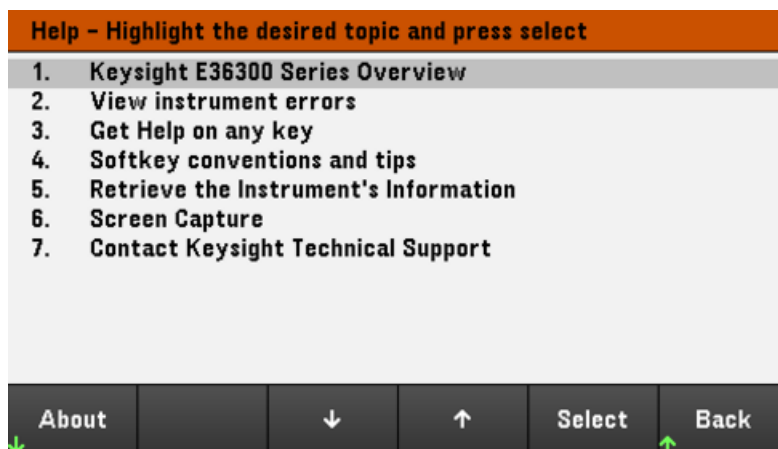 Help – Highlight the desired topic and press select
1. Keysight E36300 Series Overview
2. View instrument errors
3. Get Help on any key
4. Softkey conventions and tips
5. Retrieve the Instrument's Information
6. Screen Capture
7. Contact Keysight Technical Support
About ↓ ↑ Select Back